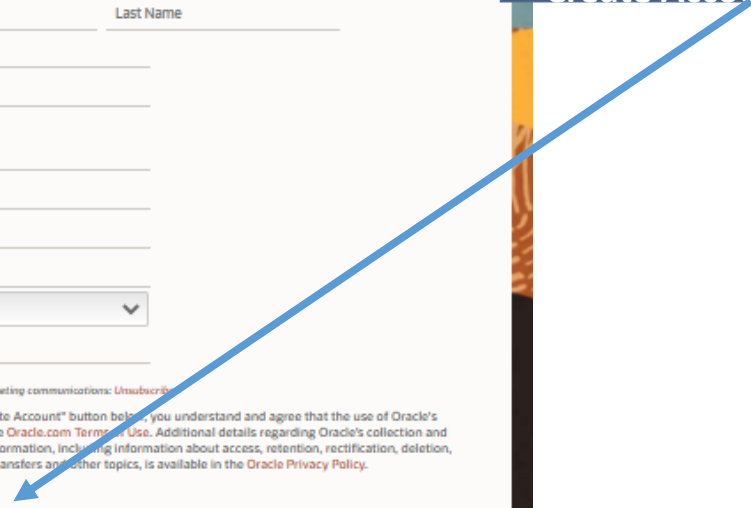 Last Name
eting communications: Unsubscribe
te Account" button below, you understand and agree that the use of Oracle's
e Oracle.com Terms of Use. Additional details regarding Oracle's collection and
ormation, including information about access, retention, rectification, deletion,
ansfers and other topics, is available in the Oracle Privacy Policy.